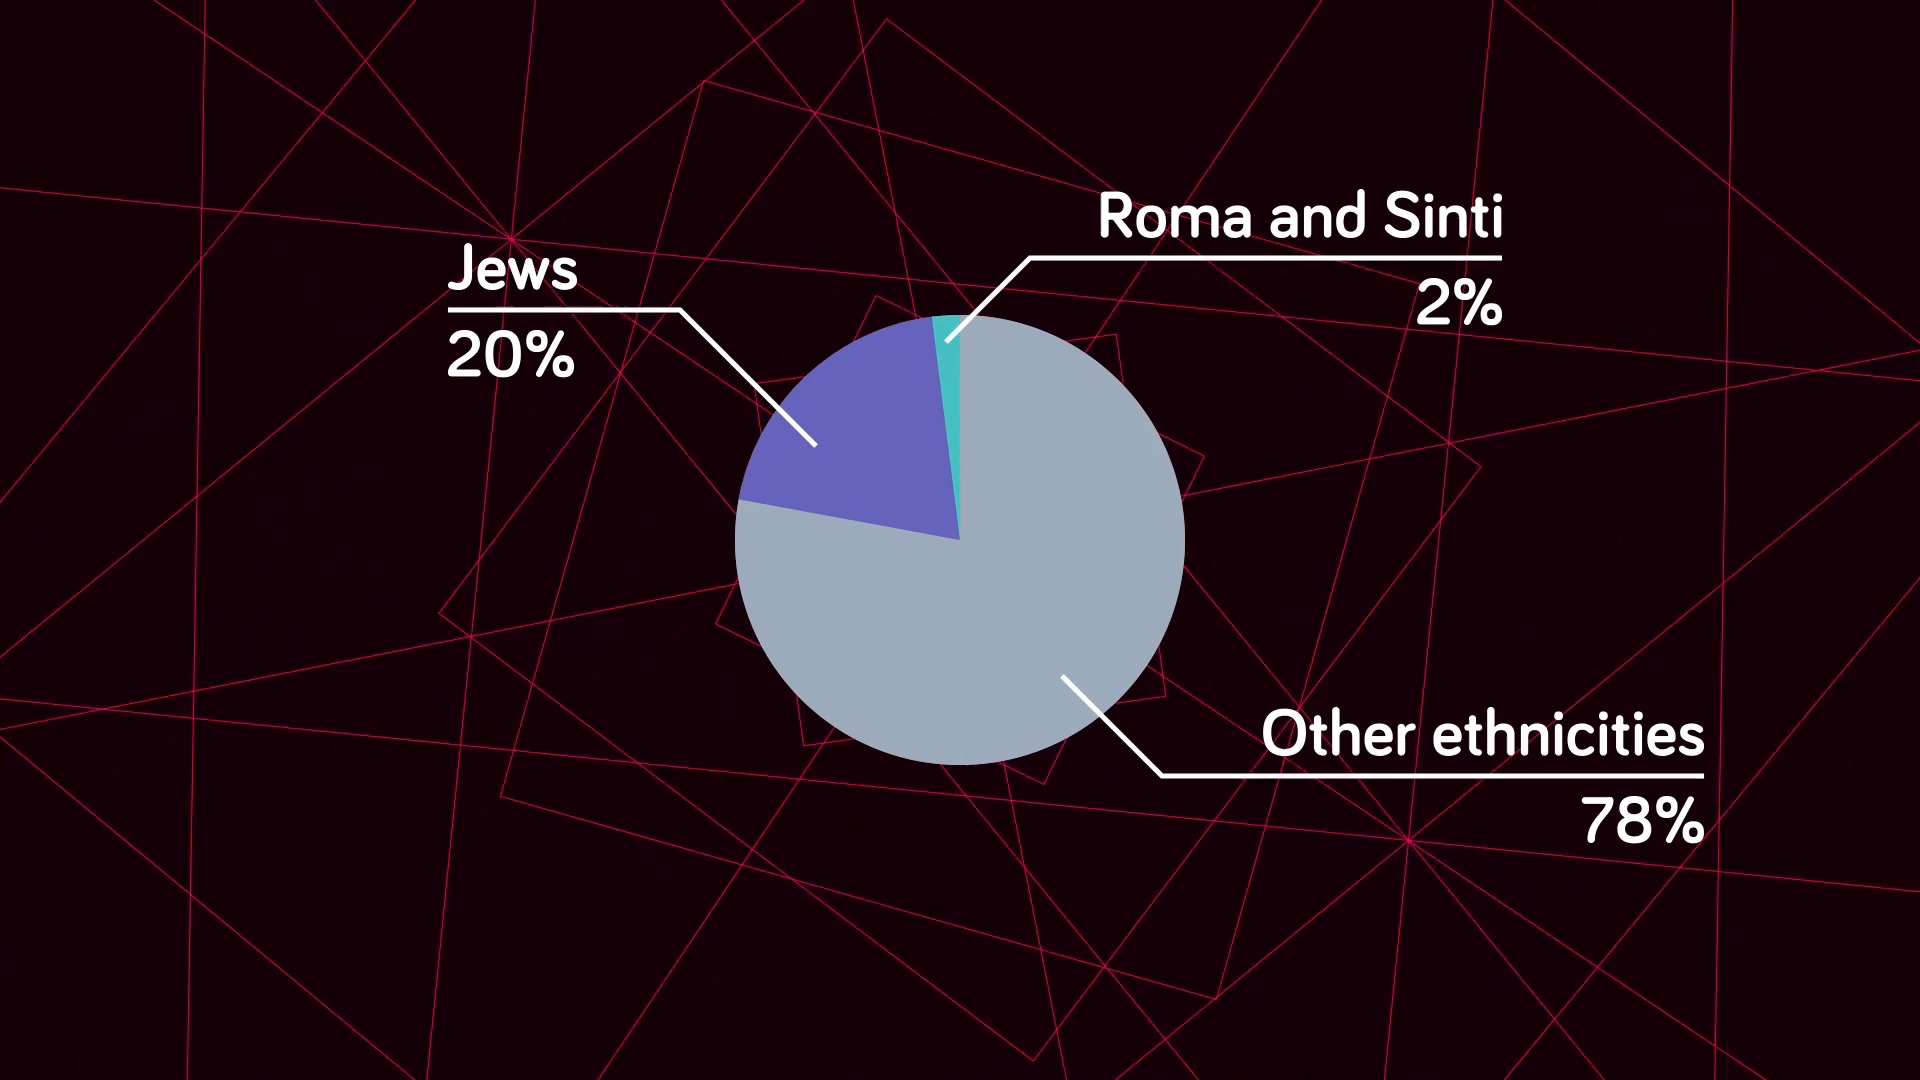 Roma and Sinti
2%
Jews
20%
Other ethnicities
78%